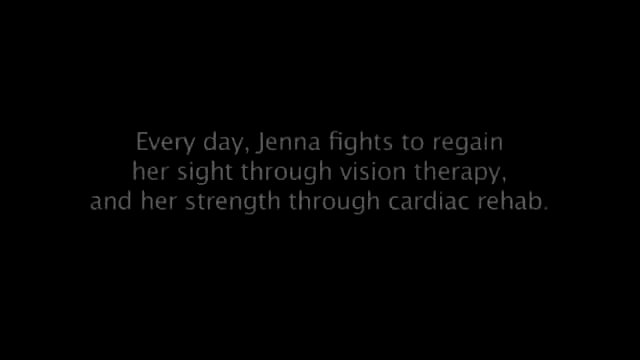 Every day, Jenna fights to regain
her sight through vision therapy,
and her strength through cardiac rehab.